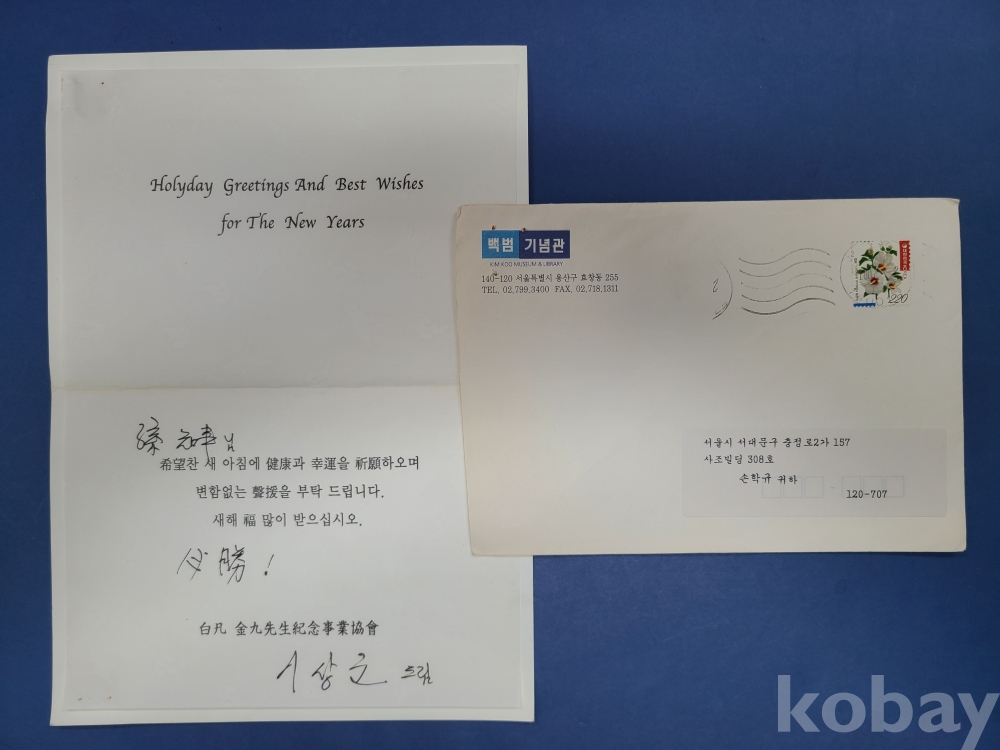 Holyday Greetings And Best Wishes
for The New Years
님
希望찬 새 아침에 健康과 幸運을 祈願하오며
변함없는 聲援을 부탁 드립니다.
새해 福 많이 받으십시오.
必勝!
白凡 金九先生紀念事業協會
드림
백범 기념관
KIM KOO MUSEUM & LIBRARY
140-120 서울특별시 용산구 효창동 255
TEL, 02,799,3400 FAX, 02,718,1311
220
서울시 서대문구 충정로2가 157
사조빌딩 308호
손학규 귀하
120-707
kobay